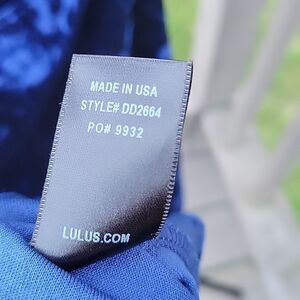 MADE IN USA
STYLE# DD2664
PO# 9932
LULUS.COM